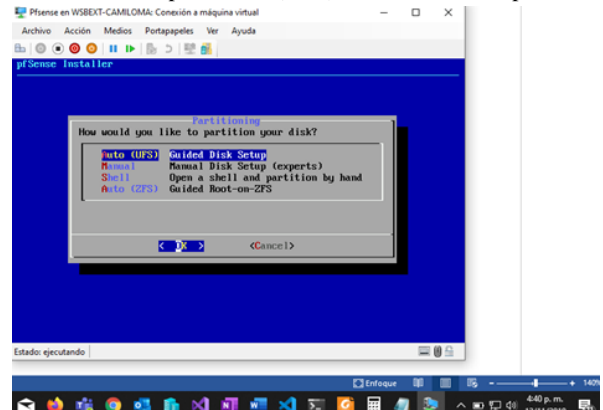 Pfsense en WSBEXT-CAMILOMA: Conexión a máquina virtual
Archivo Acción Medios Portapapeles Ver Ayuda
pfSense Installer
Partitioning
How would you like to partition your disk?
Auto (UFS) Guided Disk Setup
Manual Manual Disk Setup (experts)
Shell Open a shell and partition by hand
Auto (ZFS) Guided Root-on-ZFS
< OK > <Cancel>
Estado: ejecutando
Enfoque 140%
4:40 p. m.